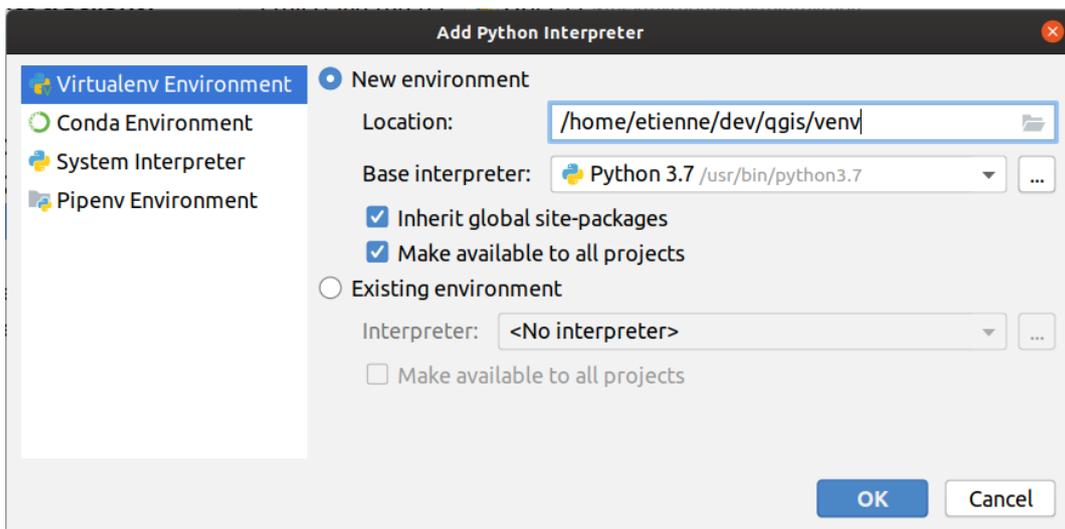 Add Python Interpreter
Virtualenv Environment
Conda Environment
System Interpreter
Pipenv Environment
New environment
Location: /home/etienne/dev/qgis/venv
Base interpreter: Python 3.7 /usr/bin/python3.7 ...
Inherit global site-packages
Make available to all projects
Existing environment
Interpreter: <No interpreter> ...
Make available to all projects
OK Cancel